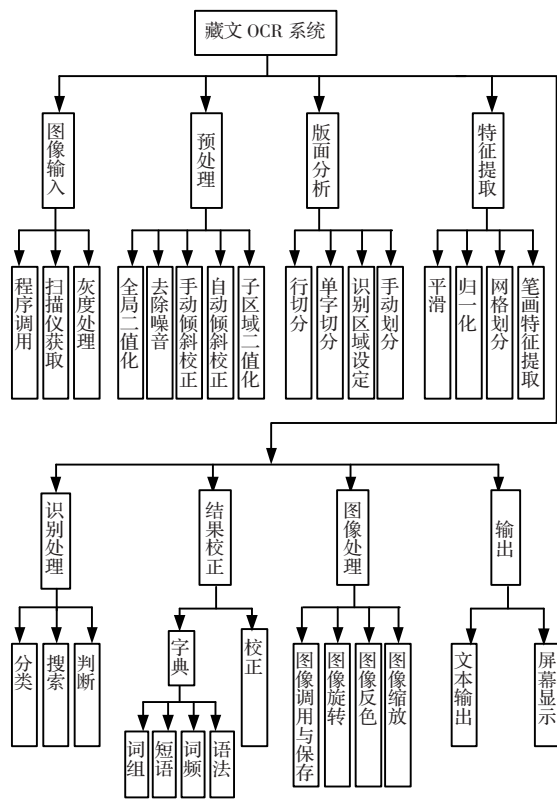 藏文 OCR 系统
图像输入
预处理
版面分析
特征提取
程序调用
扫描仪获取
灰度处理
全局二值化
去除噪音
手动倾斜校正
自动倾斜校正
子区域二值化
行切分
单字切分
识别区域设定
手动划分
平滑
归一化
网格划分
笔画特征提取
识别处理
结果校正
图像处理
输出
分类
搜索
判断
字典
校正
图像调用与保存
图像旋转
图像反色
图像缩放
文本输出
屏幕显示
词组
短语
词频
语法